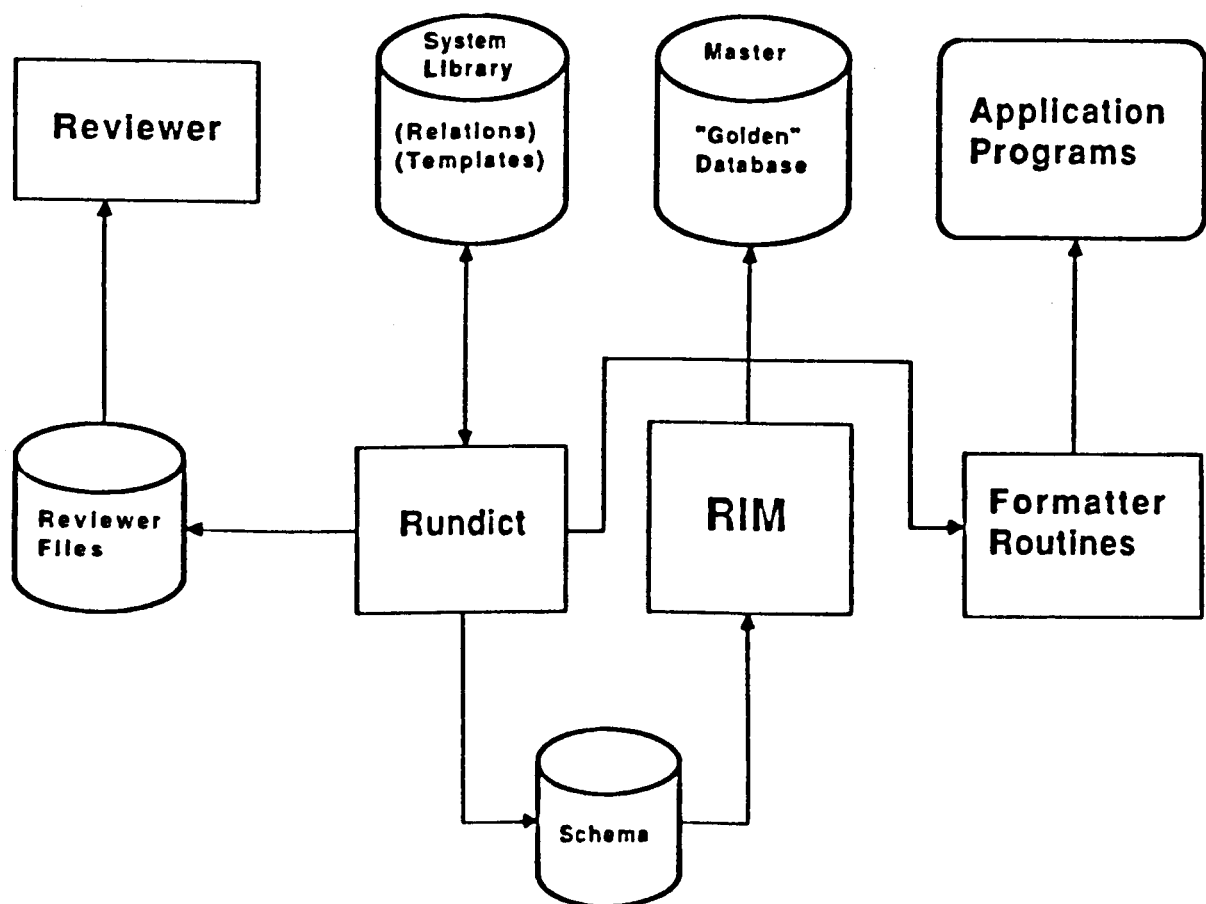 Reviewer
System
Library
(Relations)
(Templates)
Master
"Golden"
Database
Application
Programs
Reviewer
Files
Rundict
RIM
Formatter
Routines
Schema